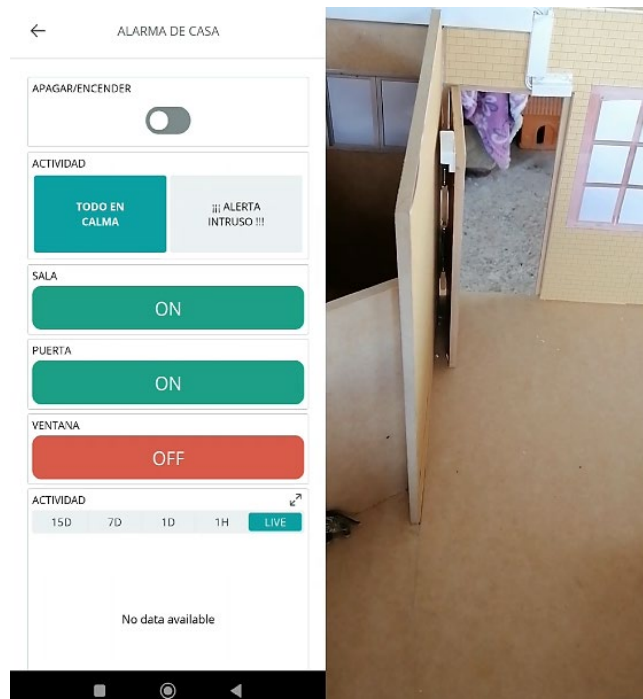 ALARMA DE CASA
APAGAR/ENCENDER
ACTIVIDAD
TODO EN
CALMA
¡¡¡ ALERTA
INTRUSO !!!
SALA
ON
PUERTA
ON
VENTANA
OFF
ACTIVIDAD
15D 7D 1D 1H LIVE
No data available